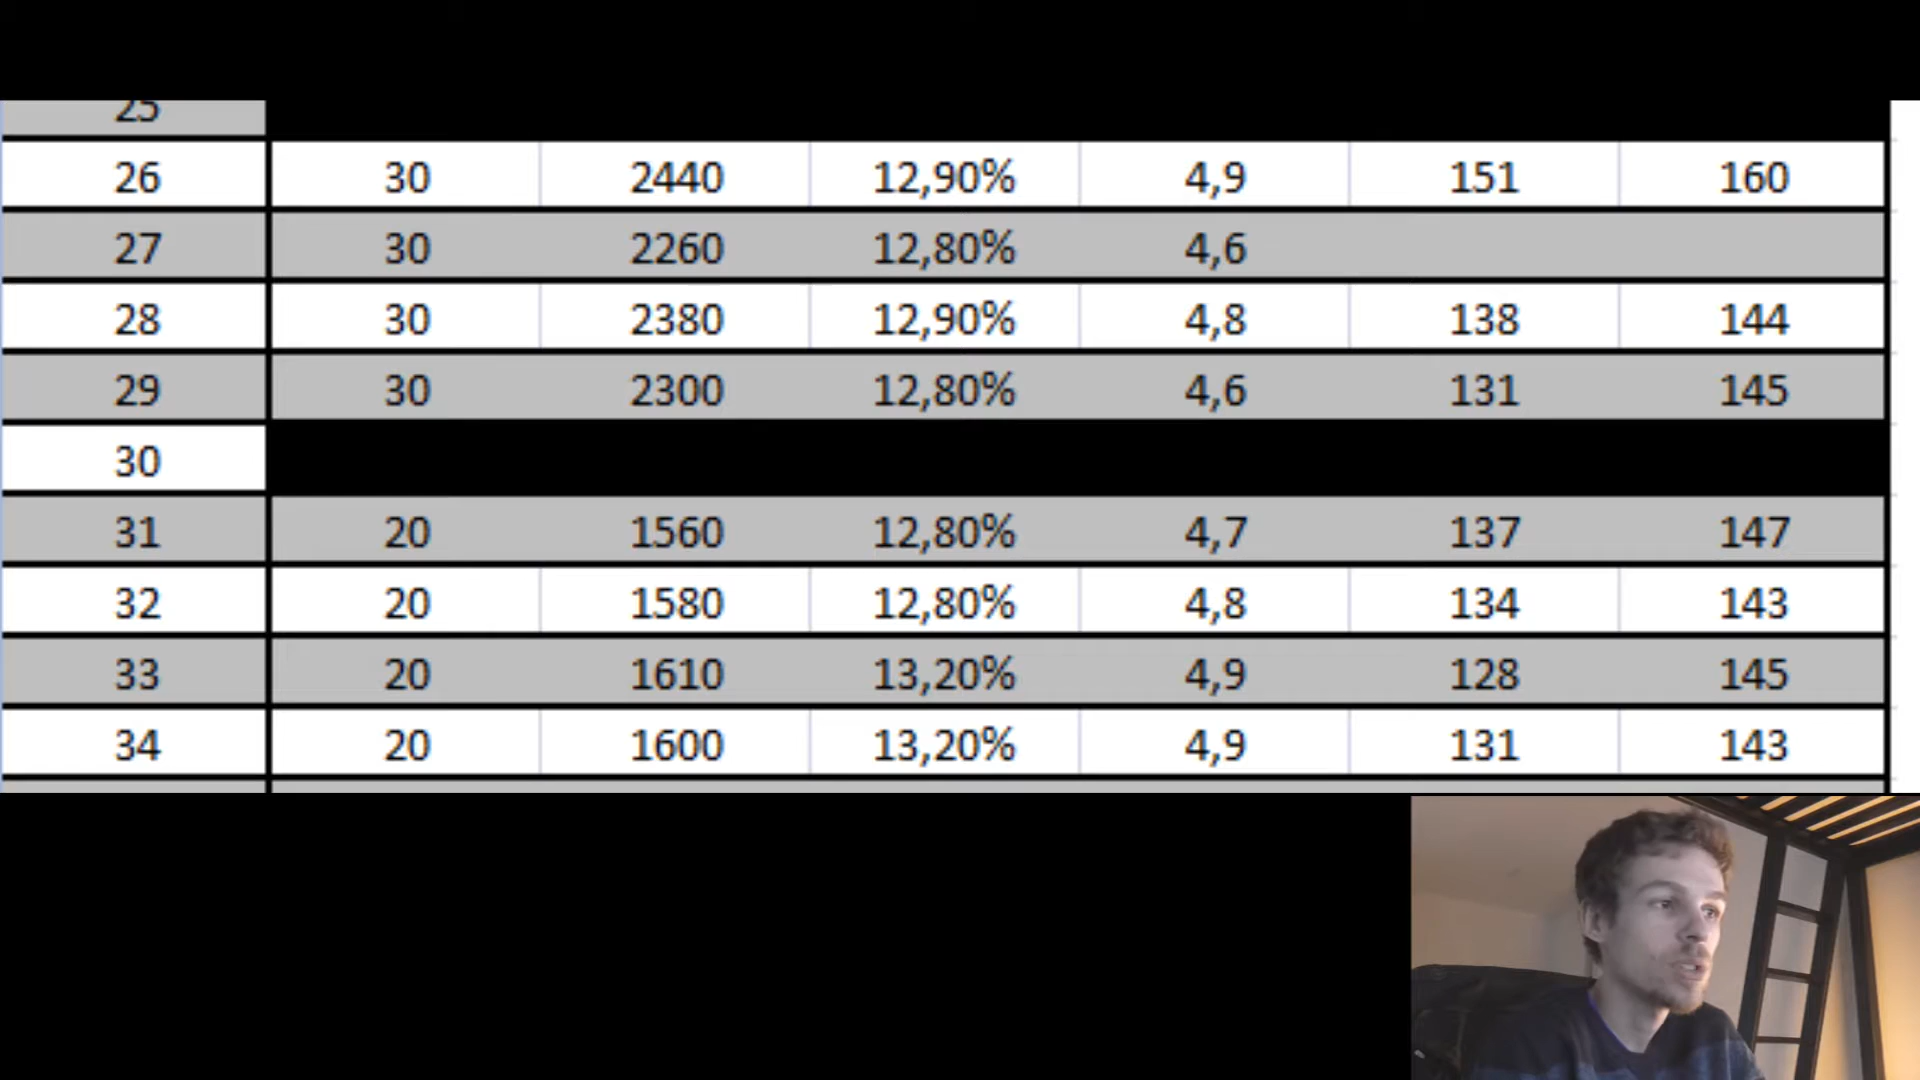 25
26 30 2440 12,90% 4,9 151 160
27 30 2260 12,80% 4,6
28 30 2380 12,90% 4,8 138 144
29 30 2300 12,80% 4,6 131 145
30
31 20 1560 12,80% 4,7 137 147
32 20 1580 12,80% 4,8 134 143
33 20 1610 13,20% 4,9 128 145
34 20 1600 13,20% 4,9 131 143